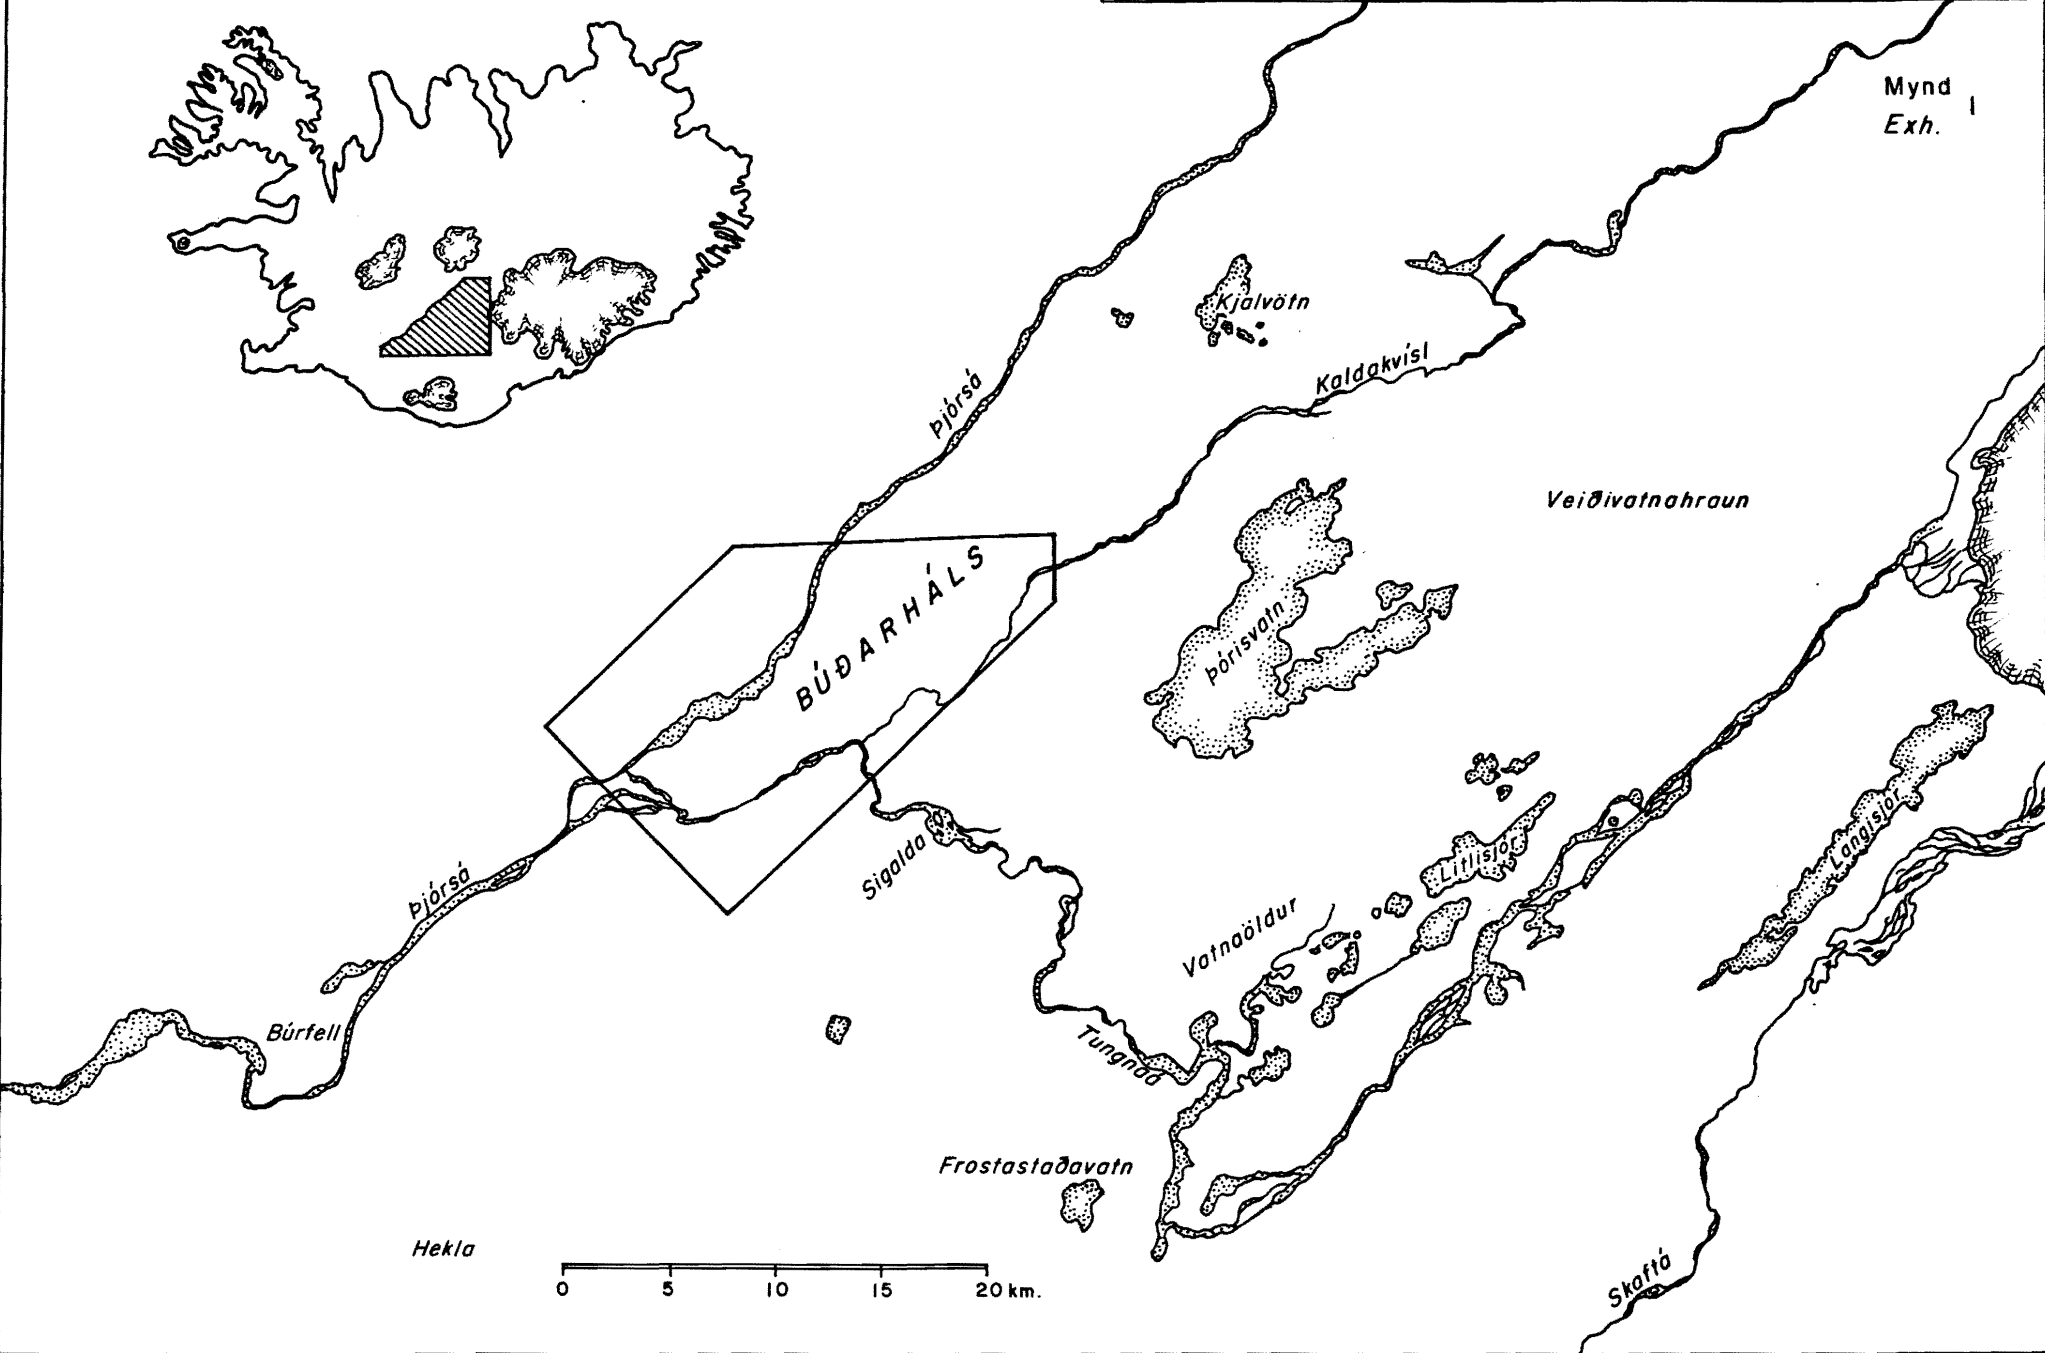 Mynd 1
Exh.
Kjalvötn
Kaldakvísl
Þjórsá
Veiðivatnahraun
BÚÐARHÁLS
Þórisvatn
Langisjór
Litlisjór
Sigalda
Þjórsá
Vatnaöldur
Búrfell
Tungnaá
Frostastaðavatn
Hekla
Skaftá
0 5 10 15 20 km.